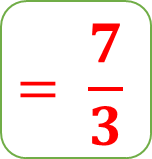 = 7/3